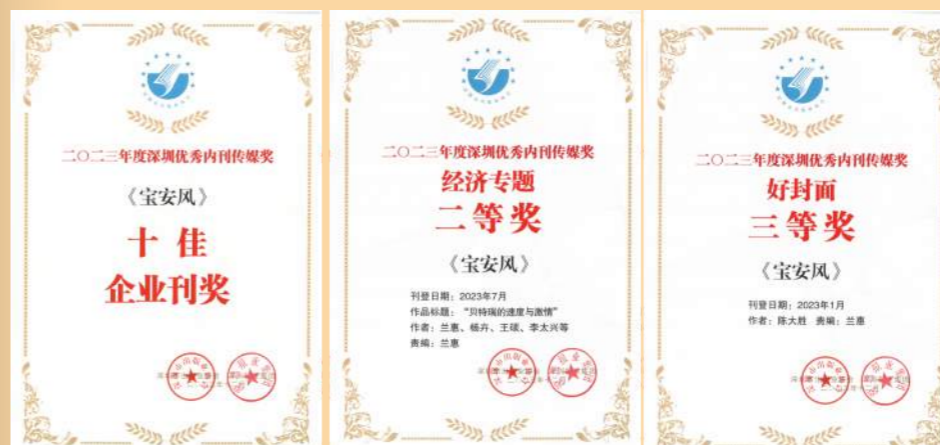 二〇二三年度深圳优秀内刊传媒奖
《宝安风》
十佳
企业刊奖
二〇二三年度深圳优秀内刊传媒奖
经济专题
二等奖
《宝安风》
刊登日期：2023年7月
作品标题：“贝特瑞的速度与激情”
作者：兰惠、杨卉、王颂、李太兴等
责编：兰惠
二〇二三年度深圳优秀内刊传媒奖
好封面
三等奖
《宝安风》
刊登日期：2023年1月
作者：陈大胜 责编：兰惠